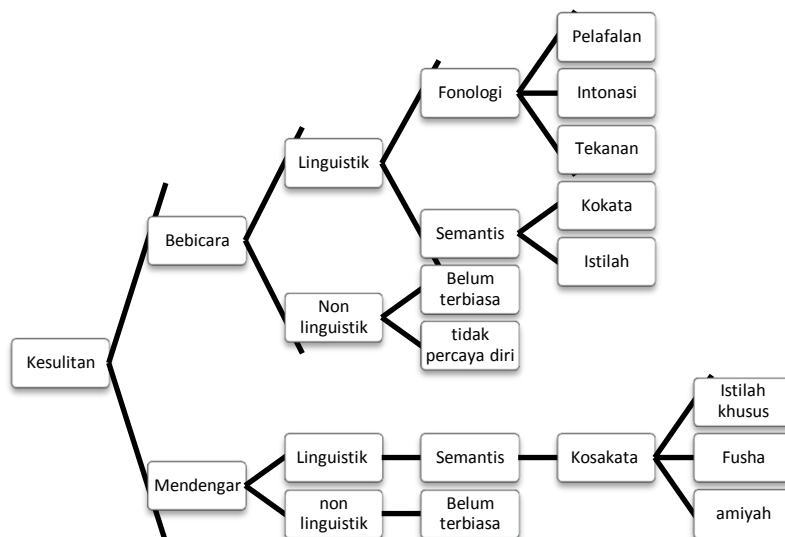 Pelafalan
Fonologi
Intonasi
Tekanan
Linguistik
Kokata
Semantis
Istilah
Bebicara
Belum
terbiasa
Non
linguistik
tidak
percaya diri
Kesulitan
Istilah
khusus
Linguistik
Semantis
Kosakata
Fusha
Mendengar
amiyah
non
linguistik
Belum
terbiasa